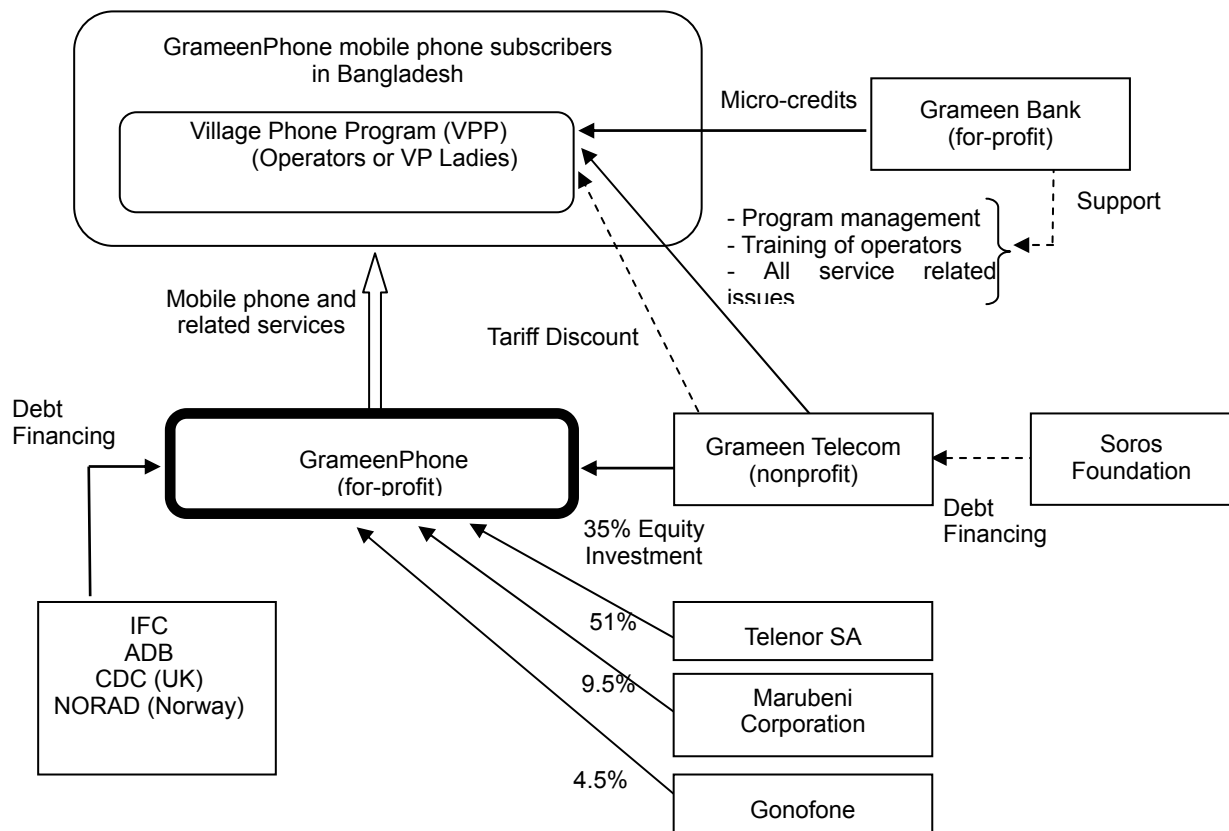 GrameenPhone mobile phone subscribers
in Bangladesh
Village Phone Program (VPP)
(Operators or VP Ladies)
Micro-credits
Grameen Bank
(for-profit)
Support
- Program management
- Training of operators
- All service related
issues
Mobile phone and
related services
Tariff Discount
Debt
Financing
GrameenPhone
(for-profit)
Grameen Telecom
(nonprofit)
Soros
Foundation
Debt
Financing
35% Equity
Investment
IFC
ADB
CDC (UK)
NORAD (Norway)
51%
Telenor SA
9.5%
Marubeni
Corporation
4.5%
Gonofone